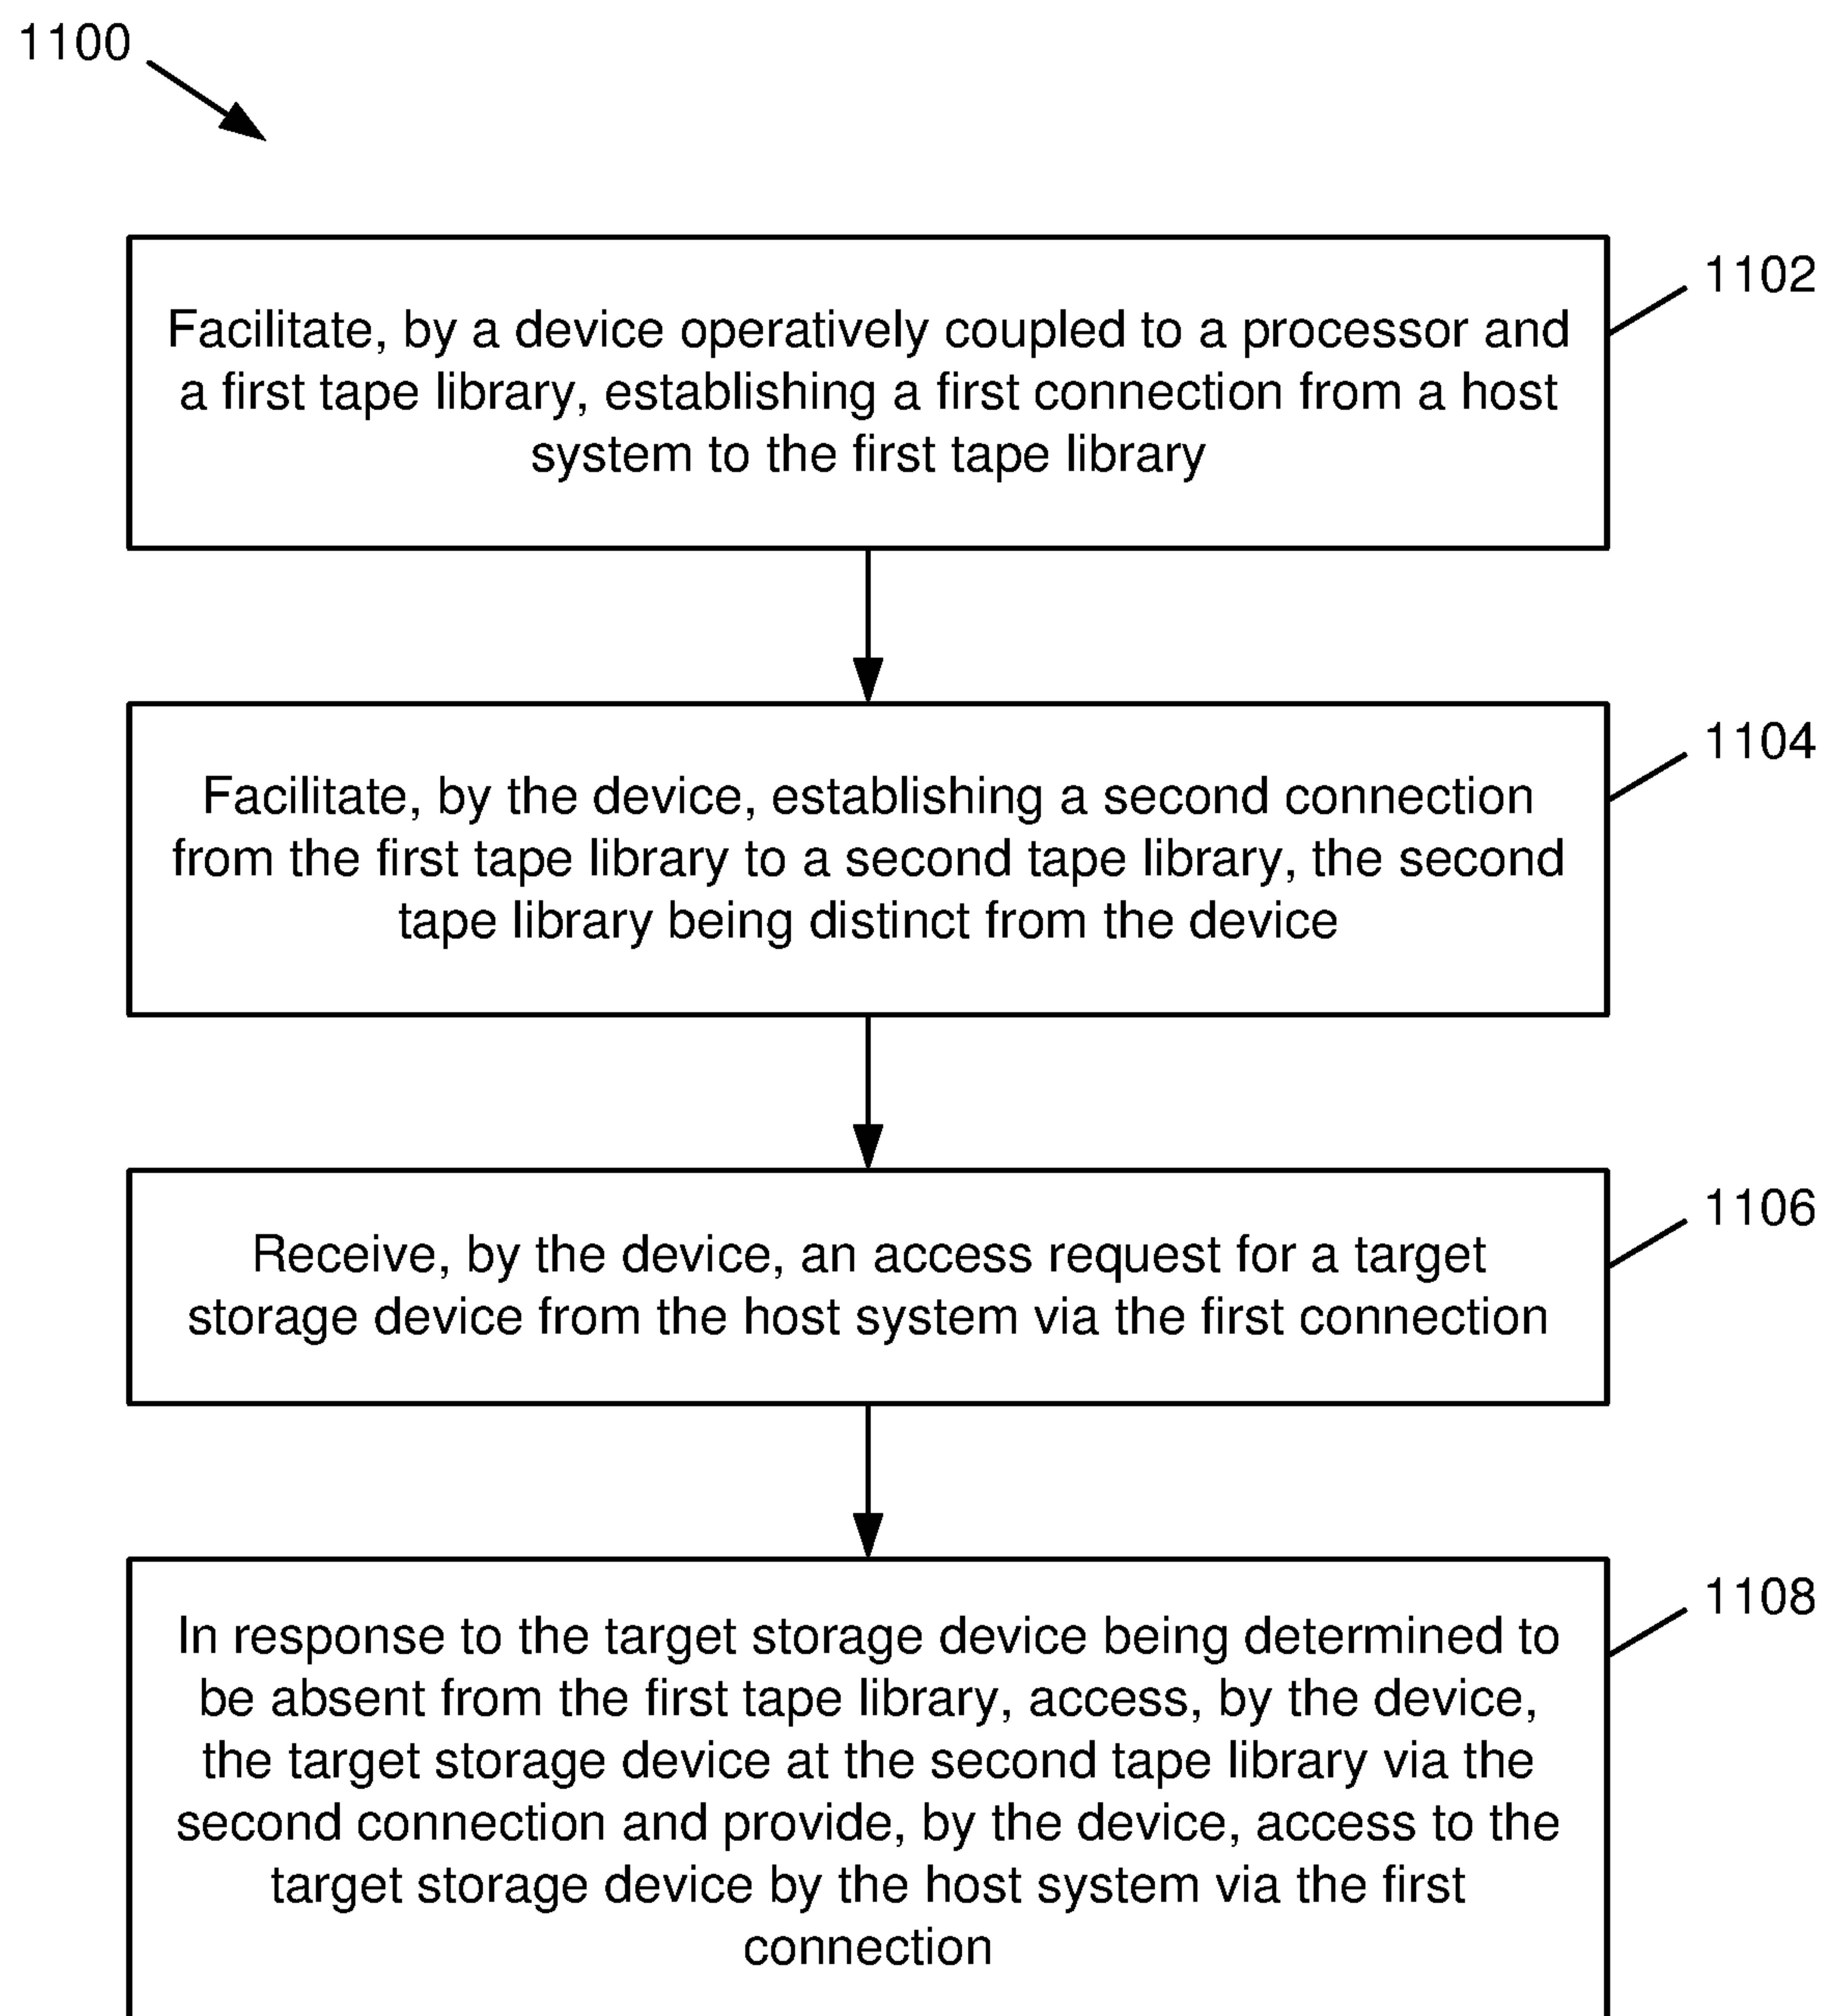 1100
Facilitate, by a device operatively coupled to a processor and
a first tape library, establishing a first connection from a host
system to the first tape library
1102
Facilitate, by the device, establishing a second connection
from the first tape library to a second tape library, the second
tape library being distinct from the device
1104
Receive, by the device, an access request for a target
storage device from the host system via the first connection
1106
In response to the target storage device being determined to
be absent from the first tape library, access, by the device,
the target storage device at the second tape library via the
second connection and provide, by the device, access to the
target storage device by the host system via the first
connection
1108